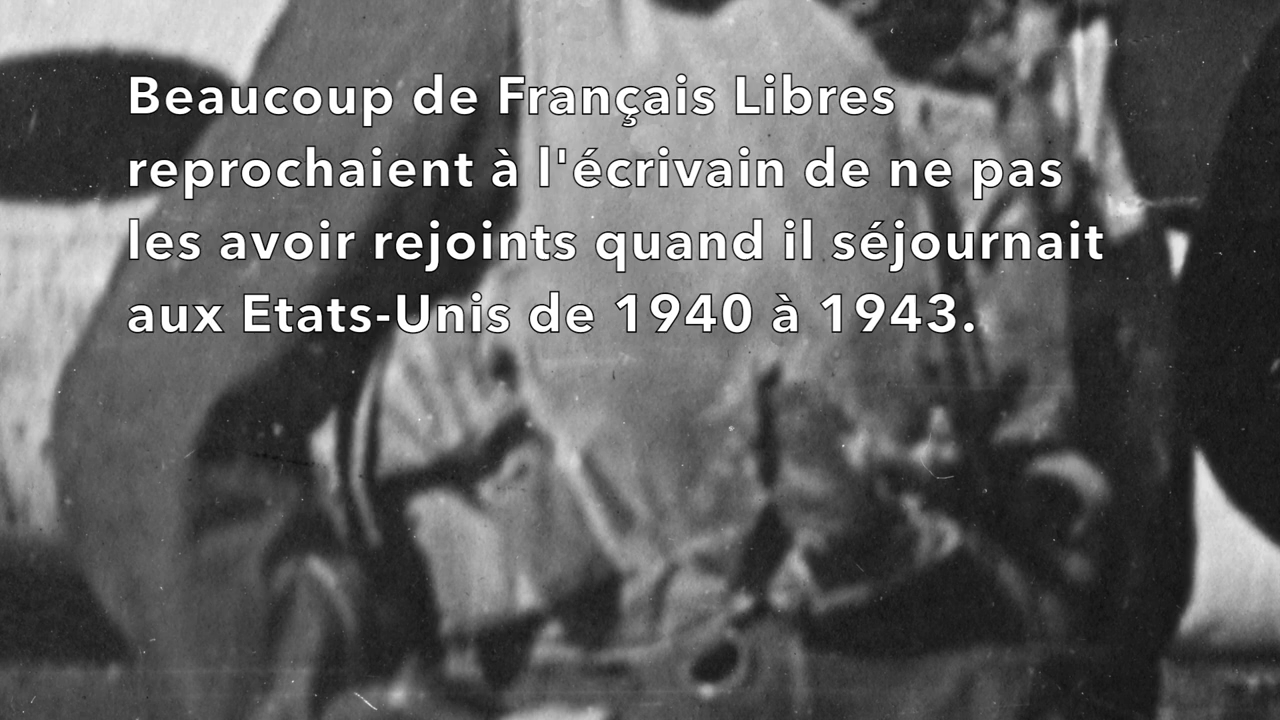 Beaucoup de Français Libres
reprochaient à l'écrivain de ne pas
les avoir rejoints quand il séjournait
aux Etats-Unis de 1940 à 1943.